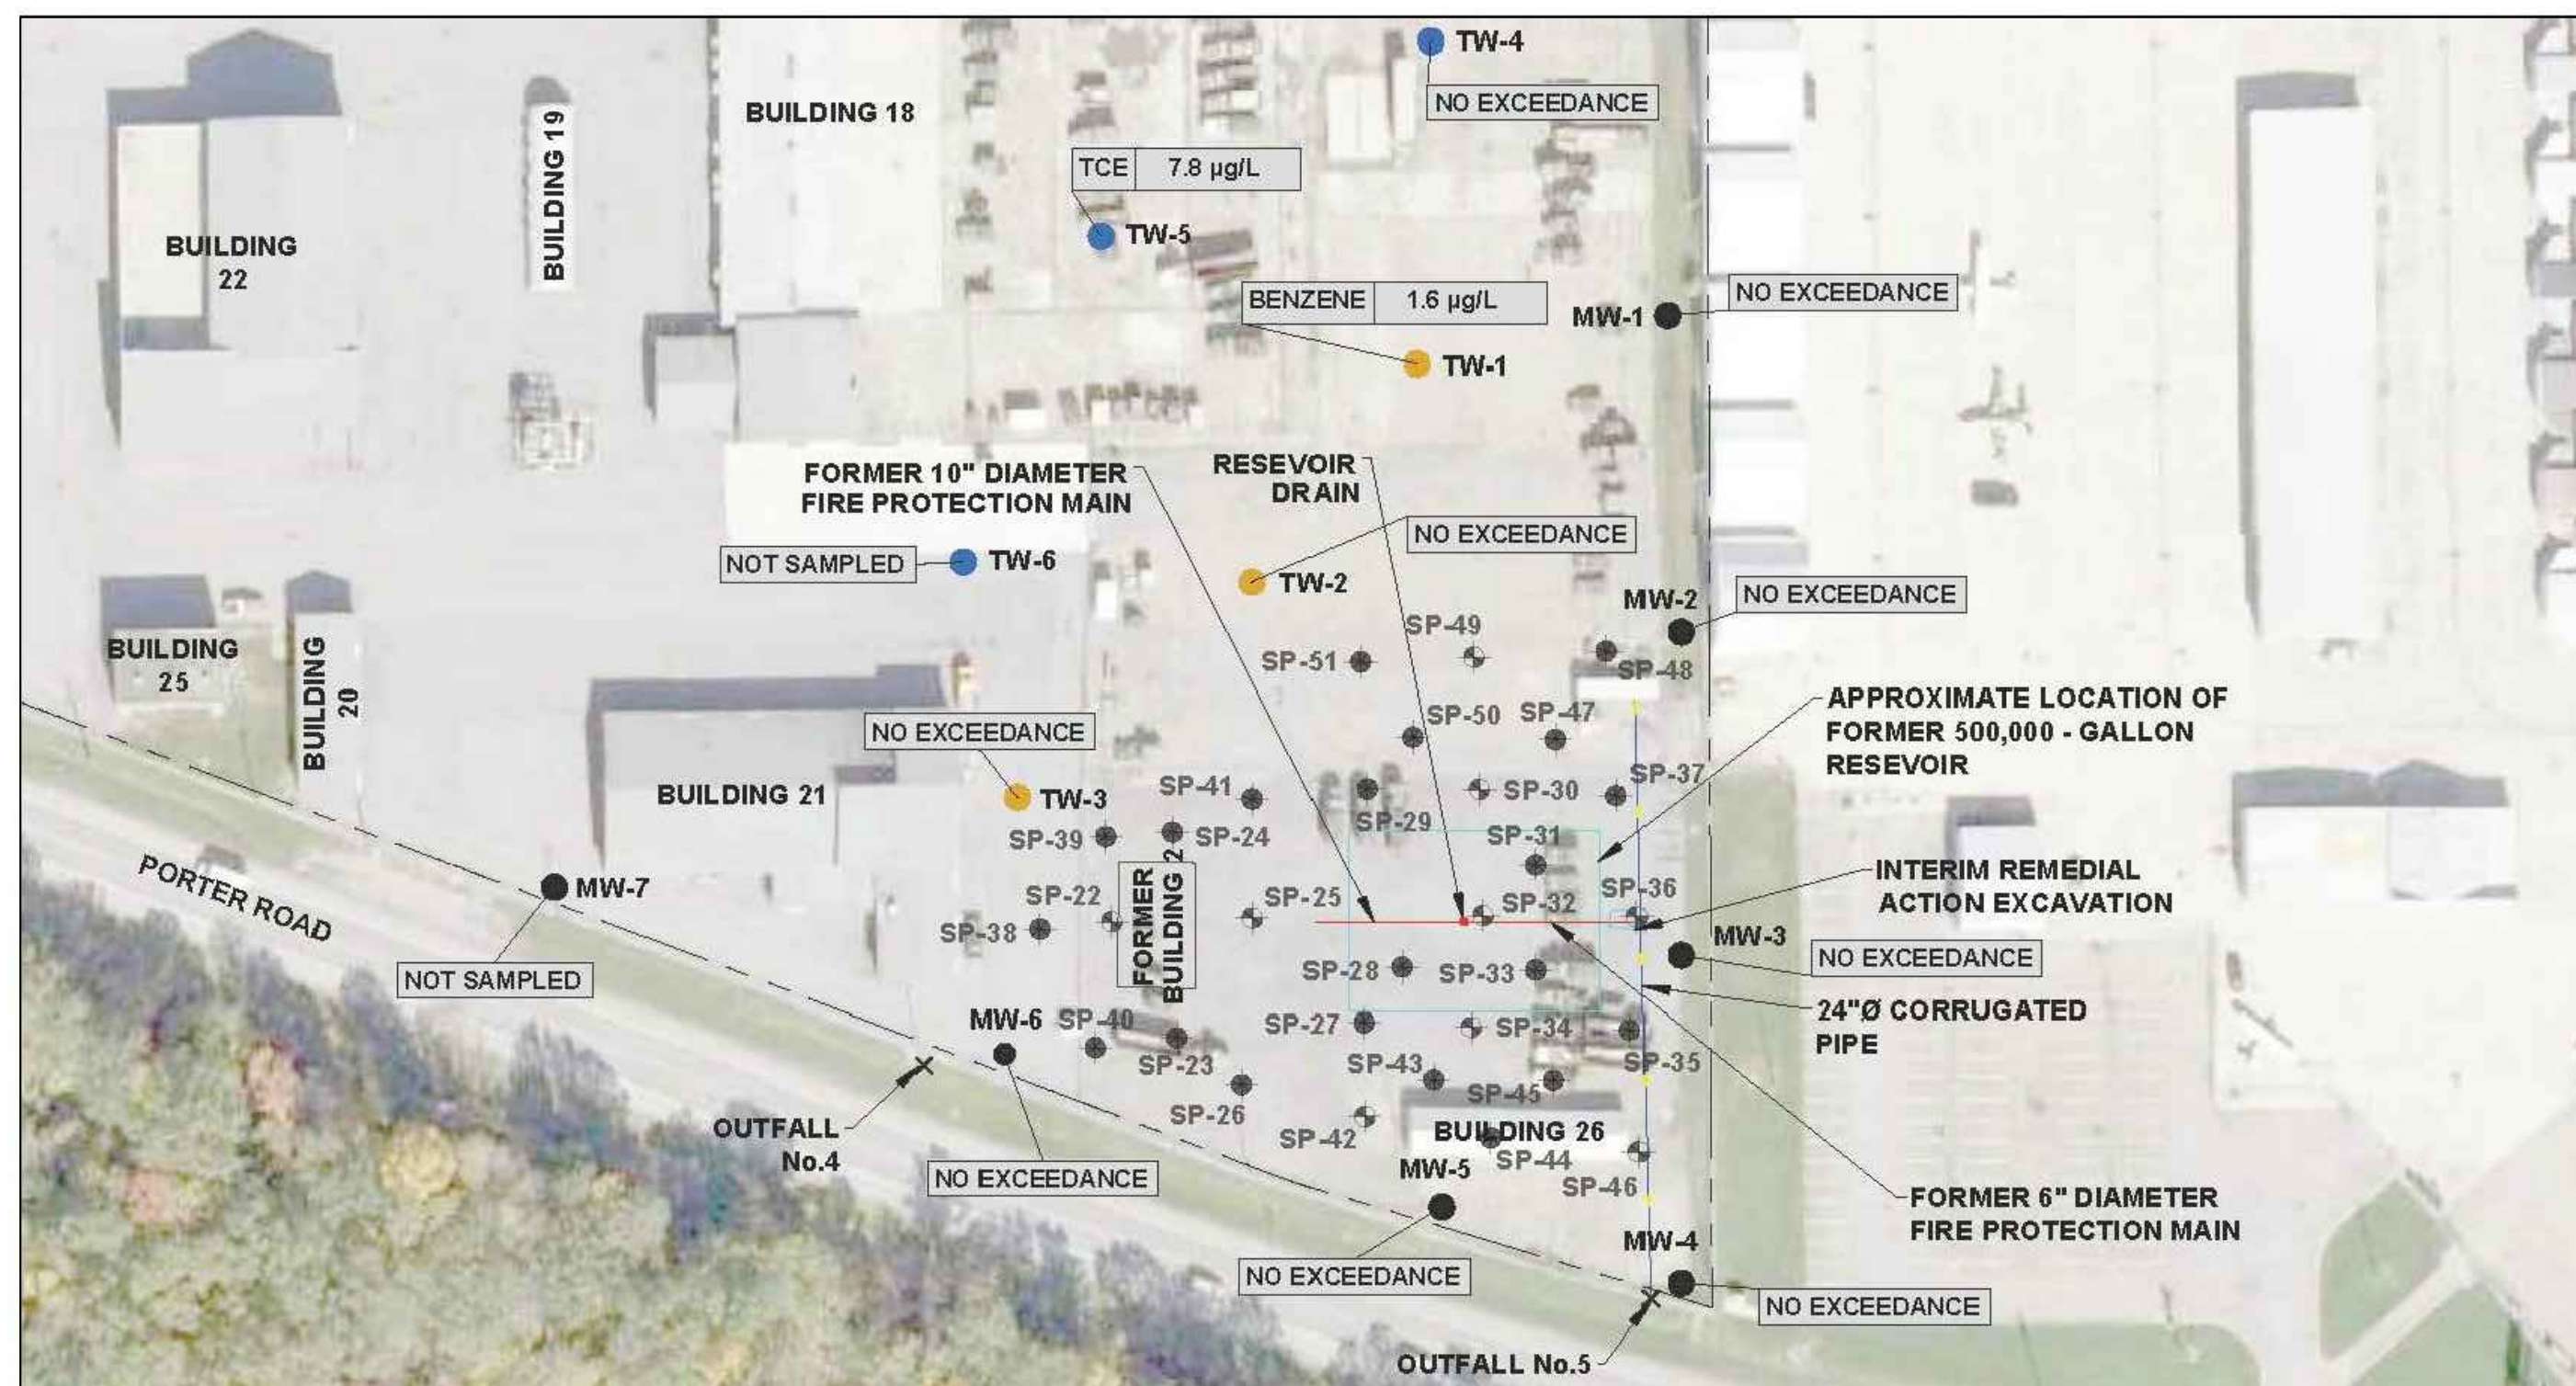 TW-4
NO EXCEEDANCE
BUILDING 18
BUILDING 19
TCE 7.8 µg/L
TW-5
BUILDING
22
BENZENE 1.6 µg/L
MW-1
NO EXCEEDANCE
TW-1
FORMER 10" DIAMETER
FIRE PROTECTION MAIN
RESEVOIR
DRAIN
NO EXCEEDANCE
NOT SAMPLED
TW-6
TW-2
MW-2
NO EXCEEDANCE
BUILDING
25
BUILDING
20
SP-49
SP-51
SP-48
APPROXIMATE LOCATION OF
FORMER 500,000 - GALLON
RESEVOIR
NO EXCEEDANCE
SP-50
SP-47
BUILDING 21
TW-3
SP-41
SP-30
SP-37
SP-39
SP-24
SP-29
SP-31
PORTER ROAD
MW-7
SP-22
FORMER
BUILDING 2
SP-25
SP-32
SP-36
INTERIM REMEDIAL
ACTION EXCAVATION
SP-38
MW-3
NO EXCEEDANCE
NOT SAMPLED
SP-28
SP-33
24"Ø CORRUGATED
PIPE
MW-6
SP-40
SP-27
SP-34
SP-23
SP-43
SP-35
SP-45
SP-26
OUTFALL
No.4
SP-42
BUILDING 26
SP-44
MW-5
NO EXCEEDANCE
SP-46
FORMER 6" DIAMETER
FIRE PROTECTION MAIN
MW-4
NO EXCEEDANCE
NO EXCEEDANCE
OUTFALL No.5